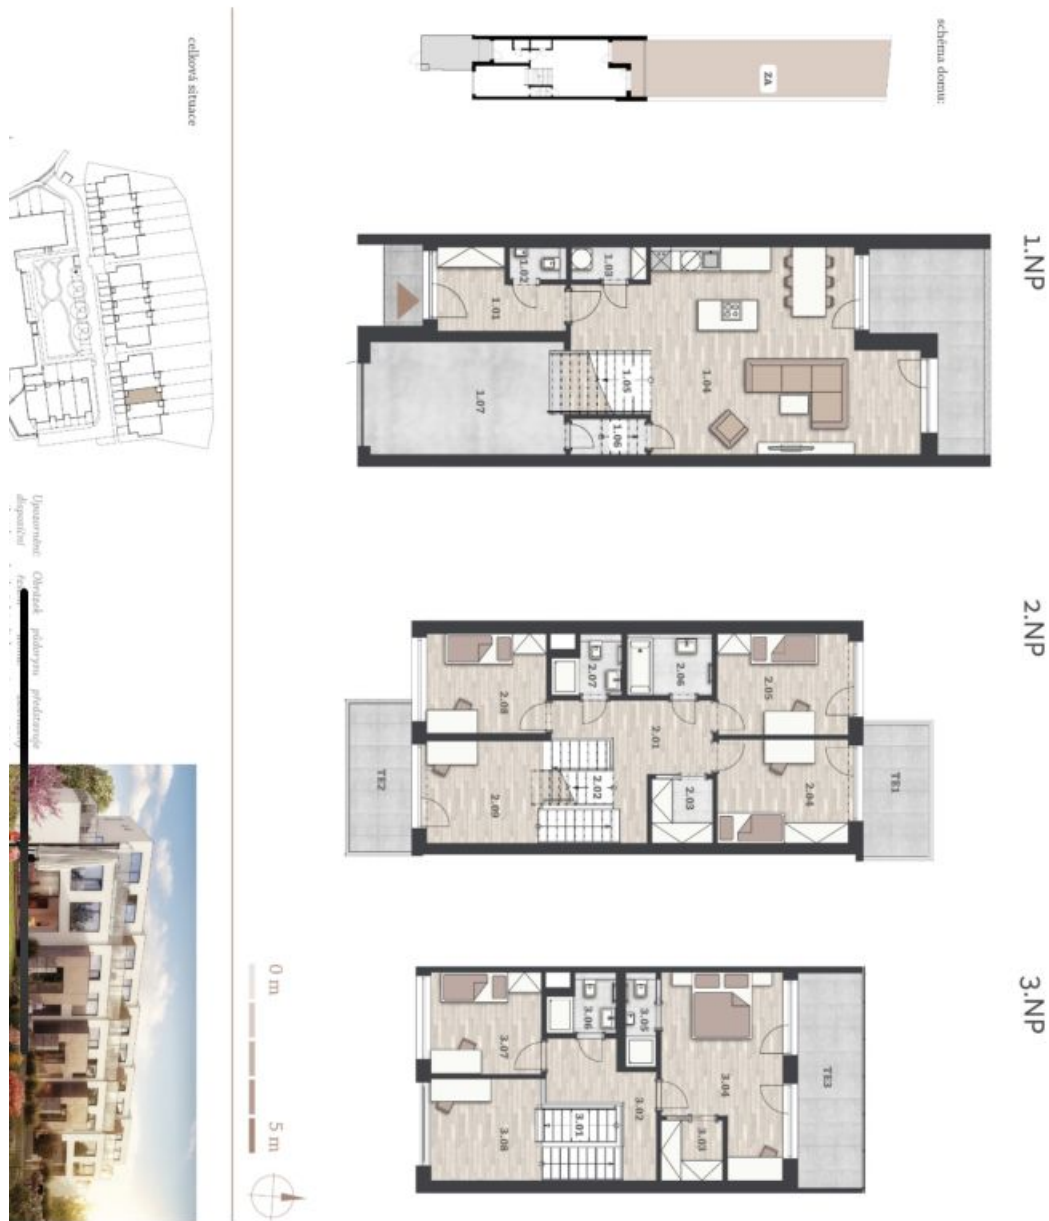 schéma domu:
2A
celková situace
1.NP
1.01
1.02
1.03
1.04
1.05
1.06
1.07
2.NP
2.01
2.02
2.03
2.04
2.05
2.06
2.07
2.08
2.09
TE1
TE2
3.NP
3.01
3.02
3.03
3.04
3.05
3.06
3.07
3.08
TE3
0 m
5 m
Upozornění: Obrázek půdorysu představuje
dispoziční